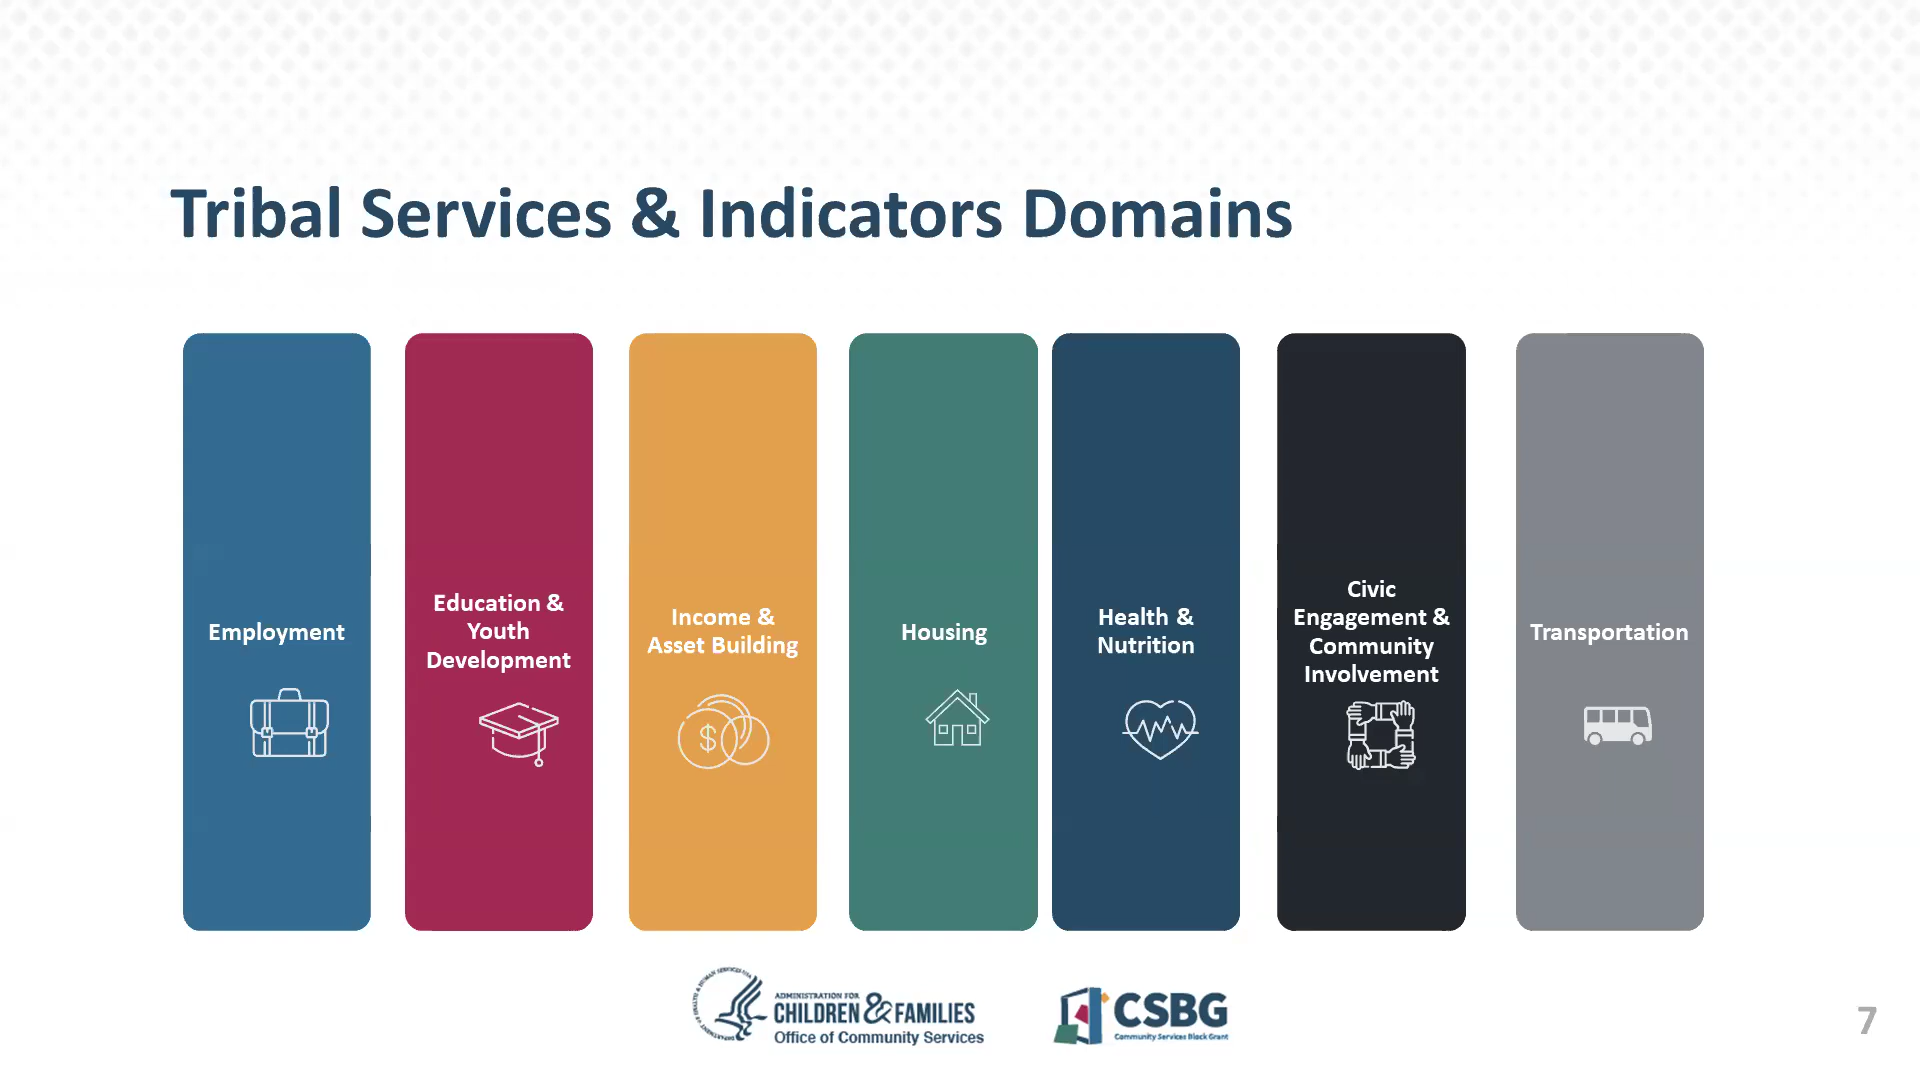 Tribal Services & Indicators Domains
Employment
Education &
Youth
Development
Income &
Asset Building
$
Housing
Health &
Nutrition
Civic
Engagement &
Community
Involvement
Transportation
ADMINISTRATION FOR
CHILDREN & FAMILIES
Office of Community Services
CSBG
Community Services Block Grant
7